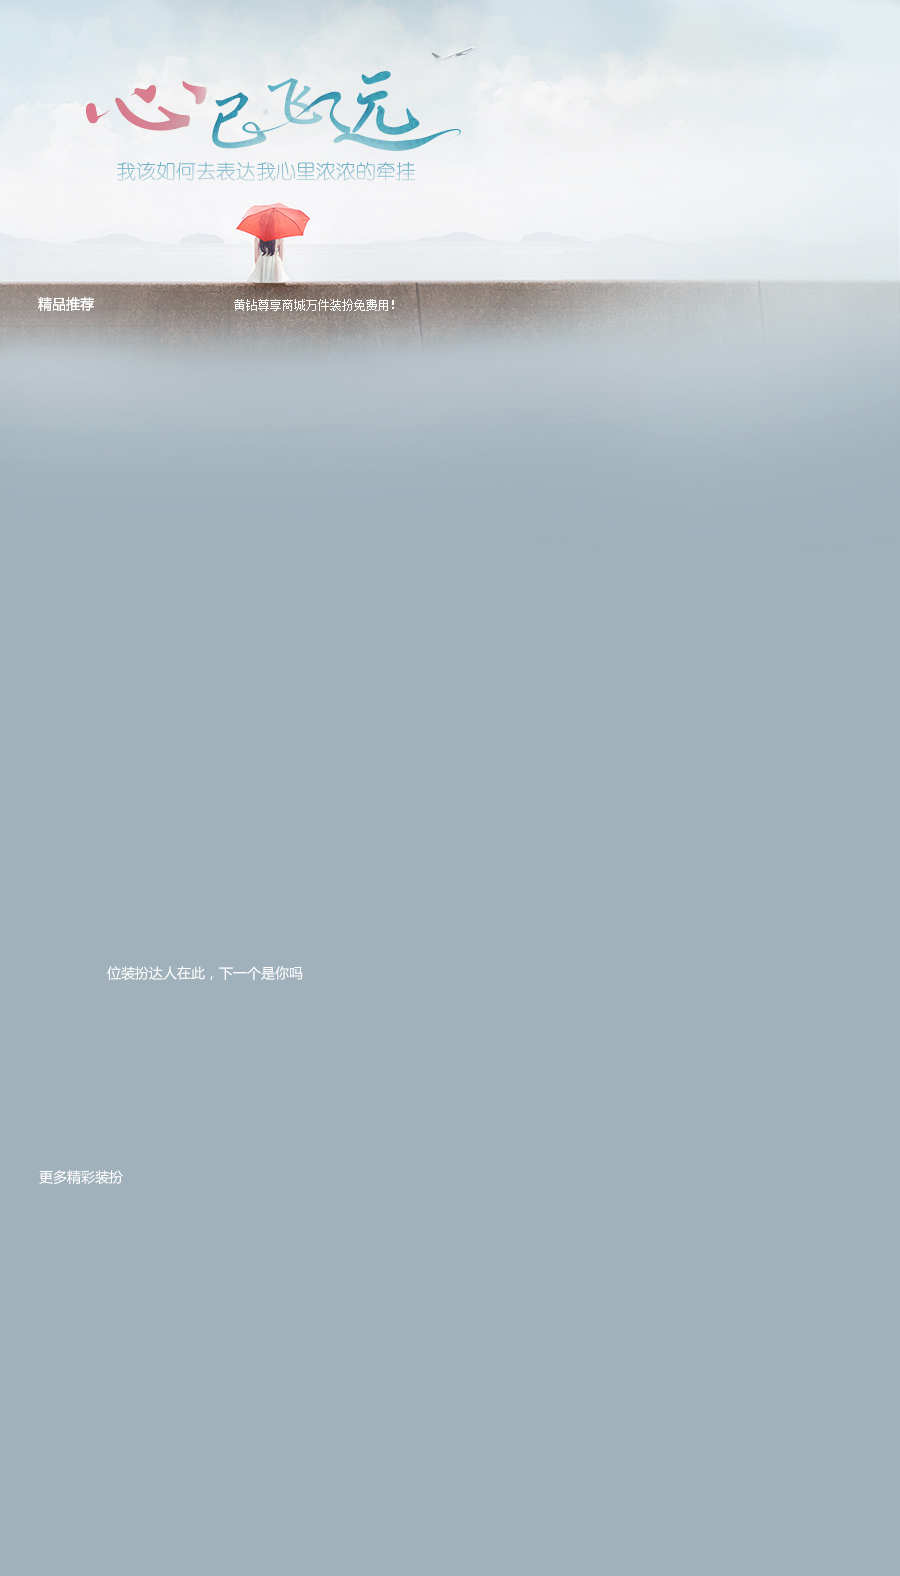 心已飞远
我该如何去表达我心里浓浓的牵挂
精品推荐
黄钻尊享商城万件装扮免费用！
位装扮达人在此，下一个是你吗
更多精彩装扮